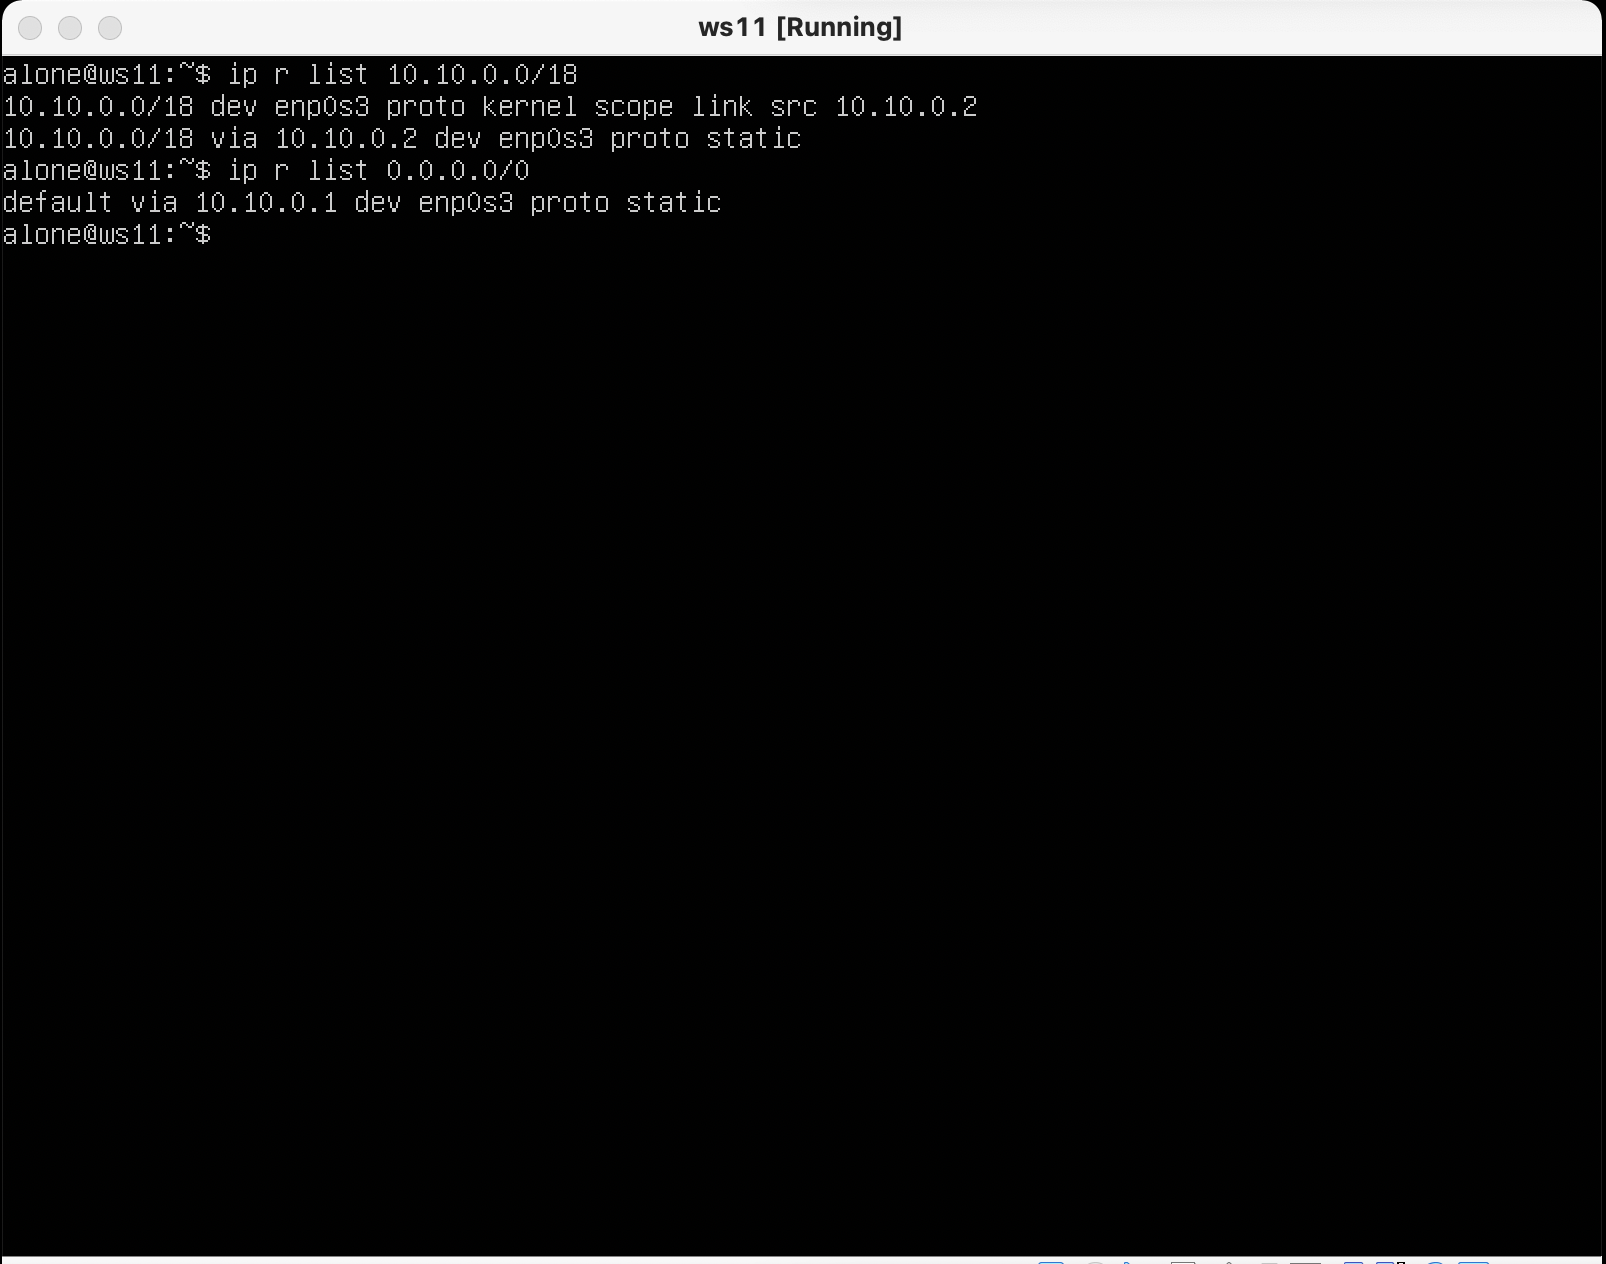 ws11 [Running]
alone@ws11:~$ ip r list 10.10.0.0/18
10.10.0.0/18 dev enp0s3 proto kernel scope link src 10.10.0.2
10.10.0.0/18 via 10.10.0.2 dev enp0s3 proto static
alone@ws11:~$ ip r list 0.0.0.0/0
default via 10.10.0.1 dev enp0s3 proto static
alone@ws11:~$